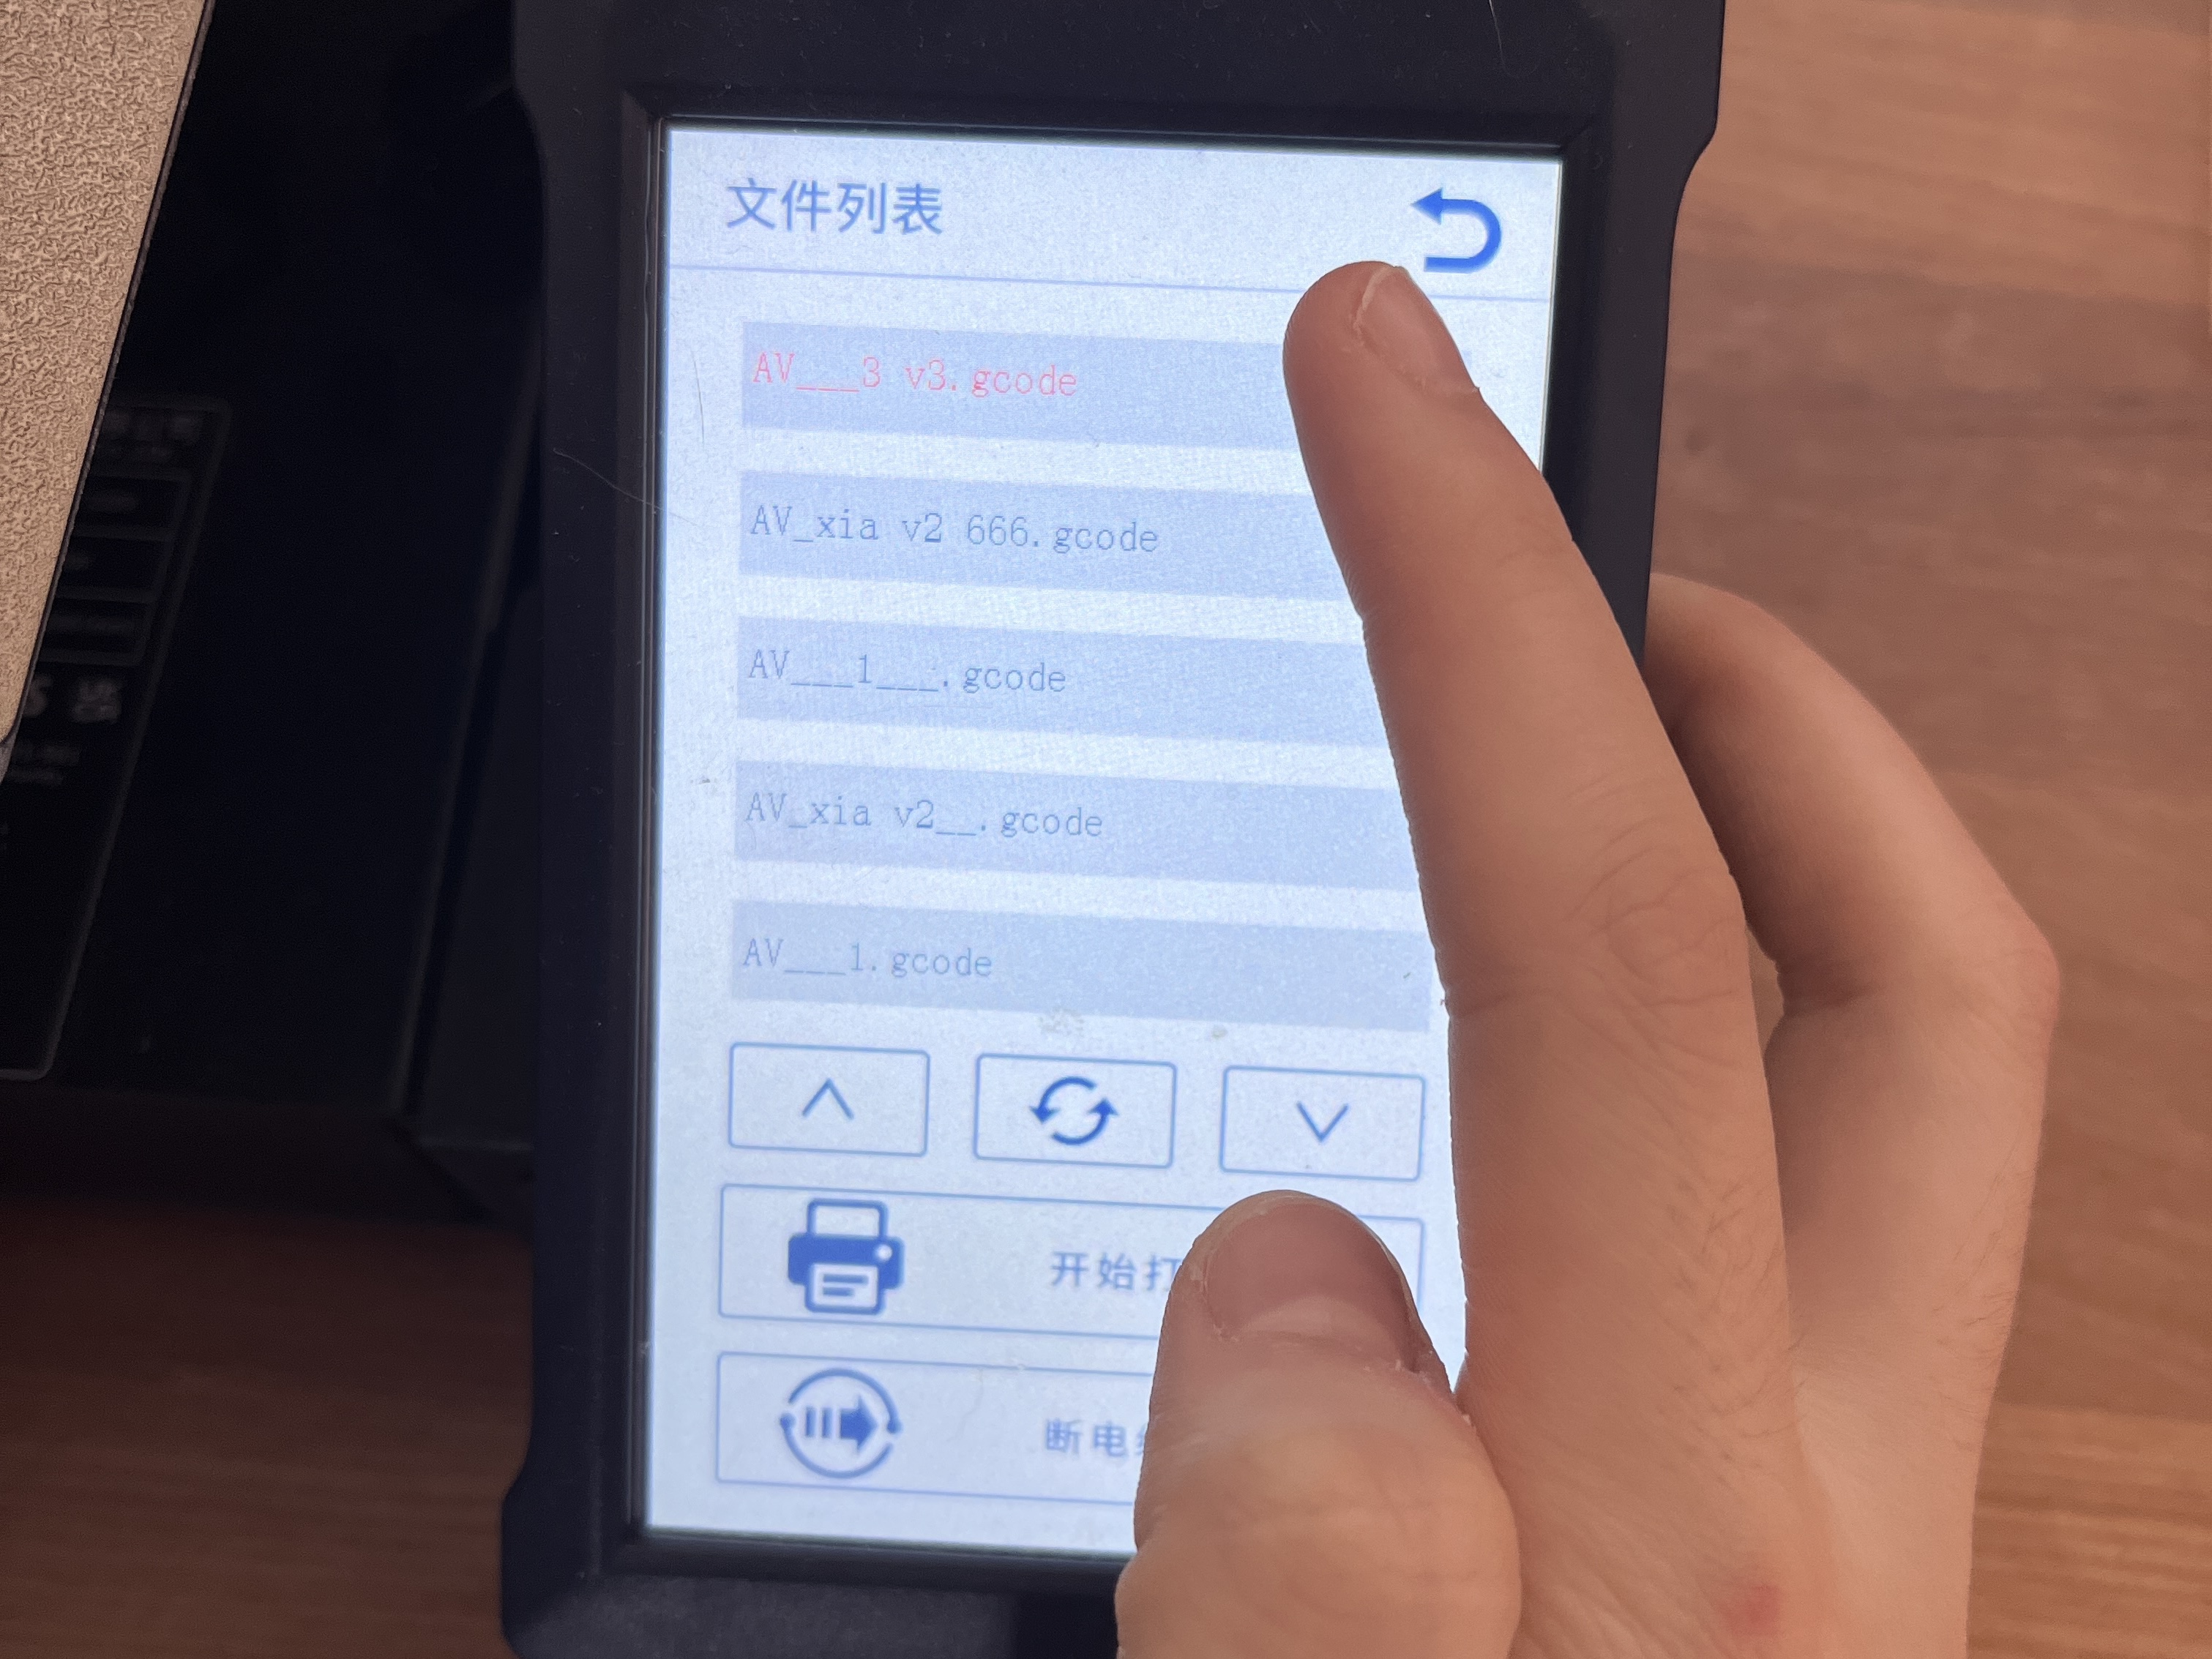 文件列表
AV___3 v3.gcode
AV_xia v2 666.gcode
AV___1___.gcode
AV_xia v2__.gcode
AV___1.gcode
开始打
断电